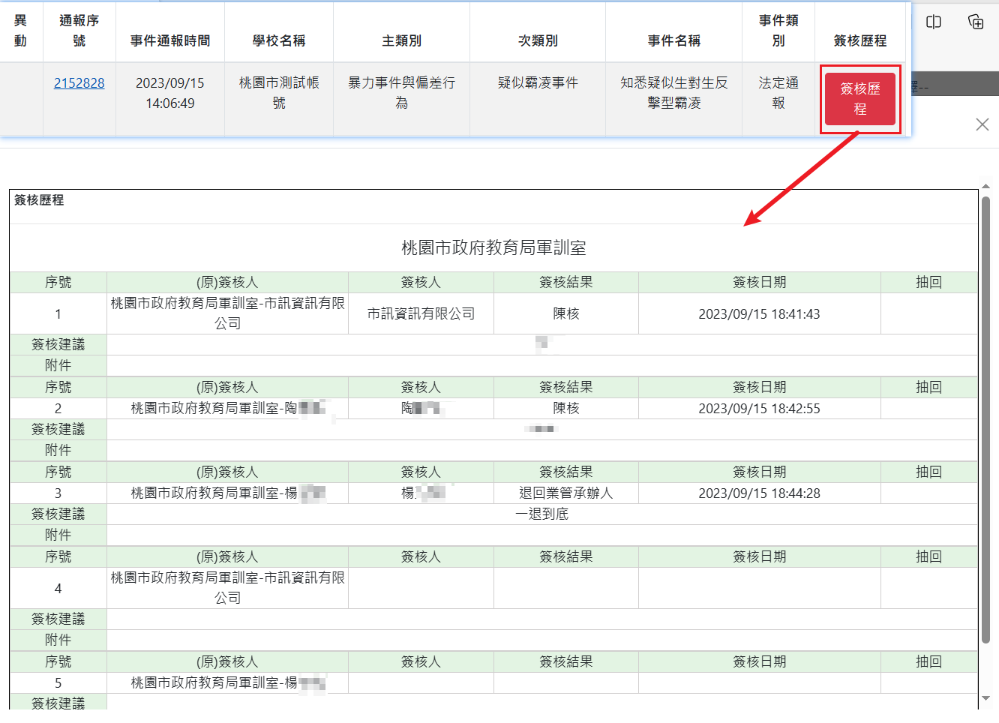 異動
通報序號
事件通報時間
學校名稱
主類別
次類別
事件名稱
事件類別
簽核歷程
2152828
2023/09/15
14:06:49
桃園市測試帳號
暴力事件與偏差行為
疑似霸凌事件
知悉疑似生對生反擊型霸凌
法定通報
簽核歷程
擇--
簽核歷程
桃園市政府教育局軍訓室
序號 (原)簽核人 簽核人 簽核結果 簽核日期 抽回
1 桃園市政府教育局軍訓室-市訊資訊有限公司 市訊資訊有限公司 陳核 2023/09/15 18:41:43
簽核建議
附件
序號 (原)簽核人 簽核人 簽核結果 簽核日期 抽回
2 桃園市政府教育局軍訓室-陶 陶 陳核 2023/09/15 18:42:55
簽核建議
附件
序號 (原)簽核人 簽核人 簽核結果 簽核日期 抽回
3 桃園市政府教育局軍訓室-楊 楊 退回業管承辦人 2023/09/15 18:44:28
簽核建議 一退到底
附件
序號 (原)簽核人 簽核人 簽核結果 簽核日期 抽回
4 桃園市政府教育局軍訓室-市訊資訊有限公司
簽核建議
附件
序號 (原)簽核人 簽核人 簽核結果 簽核日期 抽回
5 桃園市政府教育局軍訓室-楊
簽核建議